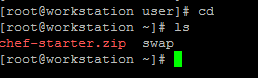 [root@workstation user]# cd
[root@workstation ~]# ls
chef-starter.zip  swap
[root@workstation ~]#